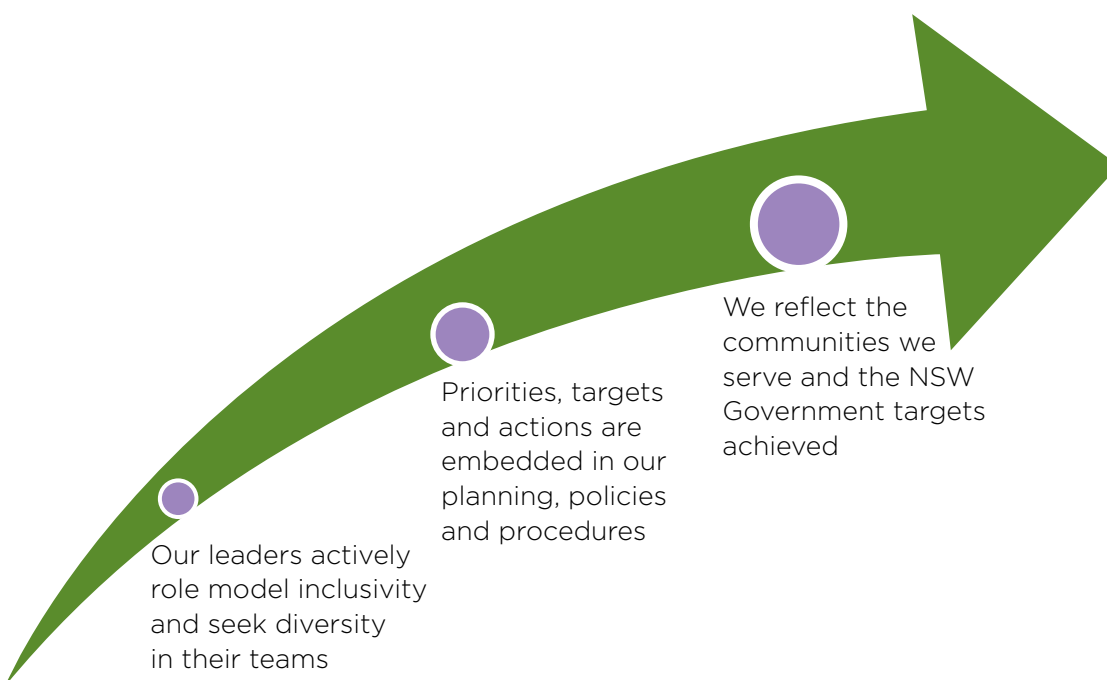 Our leaders actively
role model inclusivity
and seek diversity
in their teams
Priorities, targets
and actions are
embedded in our
planning, policies
and procedures
We reflect the
communities we
serve and the NSW
Government targets
achieved